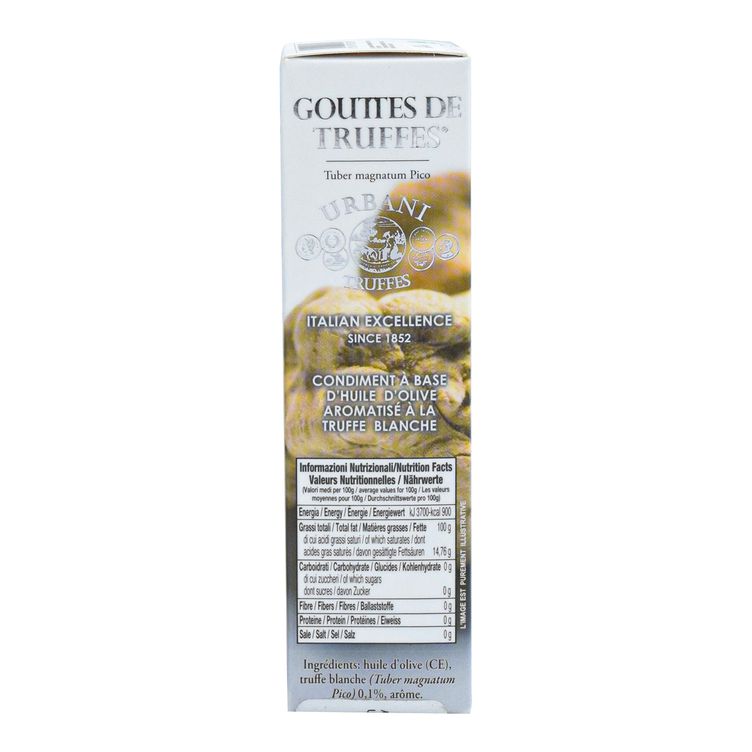 GOUTTES DE
TRUFFES®
Tuber magnatum Pico
URBANI
TRUFFES
ITALIAN EXCELLENCE
SINCE 1852
CONDIMENT À BASE
D'HUILE D'OLIVE
AROMATISÉ À LA
TRUFFE BLANCHE
Informazioni Nutrizionali/Nutrition Facts
Valeurs Nutritionnelles / Nährwerte
(Valori medi per 100g / average values for 100g / Les valeurs
moyennes pour 100g / Durchschnittswerte pro 100g)
Energia / Energy / Énergie / Energiewert kJ 3700-kcal 900
Grassi totali / Total fat / Matières grasses / Fette 100 g
di cui acidi grassi saturi / of which saturates / dont
acides gras saturés / davon gesättigte Fettsäuren 14,76 g
Carboidrati / Carbohydrate / Glucides / Kohlenhydrate 0 g
di cui zuccheri / of which sugars
dont sucres / davon Zucker 0 g
Fibre / Fibers / Fibres / Ballaststoffe 0 g
Proteine / Protein / Protéines / Eiweiss 0 g
Sale / Salt / Sel / Salz 0 g
L'IMAGE EST PUREMENT ILLUSTRATIVE
Ingrédients: huile d'olive (CE),
truffe blanche (Tuber magnatum
Pico) 0,1%, arôme.